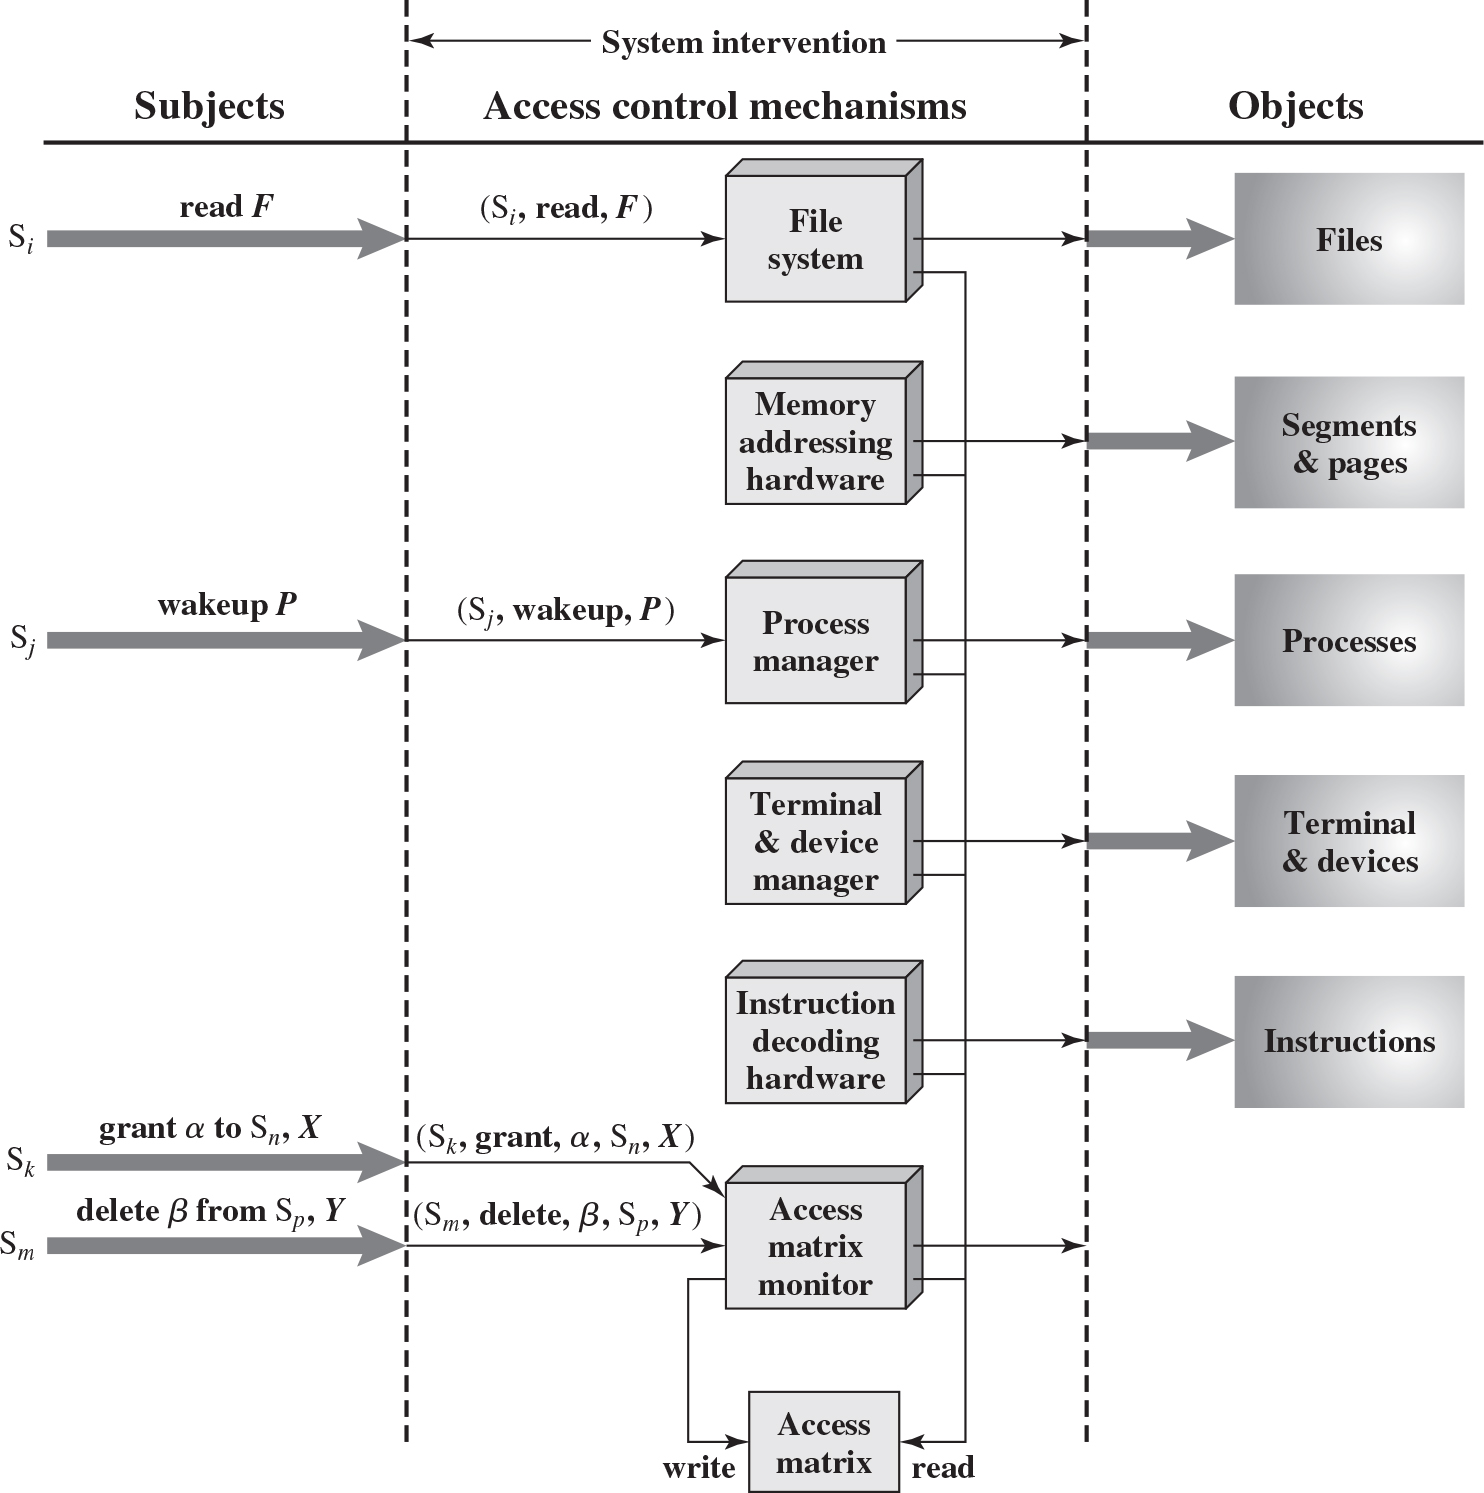 System intervention
Subjects
Access control mechanisms
Objects
read F
Sᵢ
(Sᵢ, read, F)
File
system
Files
Memory
addressing
hardware
Segments
& pages
wakeup P
Sⱼ
(Sⱼ, wakeup, P)
Process
manager
Processes
Terminal
& device
manager
Terminal
& devices
Instruction
decoding
hardware
Instructions
grant α to Sₙ, X
Sₖ
(Sₖ, grant, α, Sₙ, X)
delete β from Sₚ, Y
Sₘ
(Sₘ, delete, β, Sₚ, Y)
Access
matrix
monitor
Access
matrix
write
read